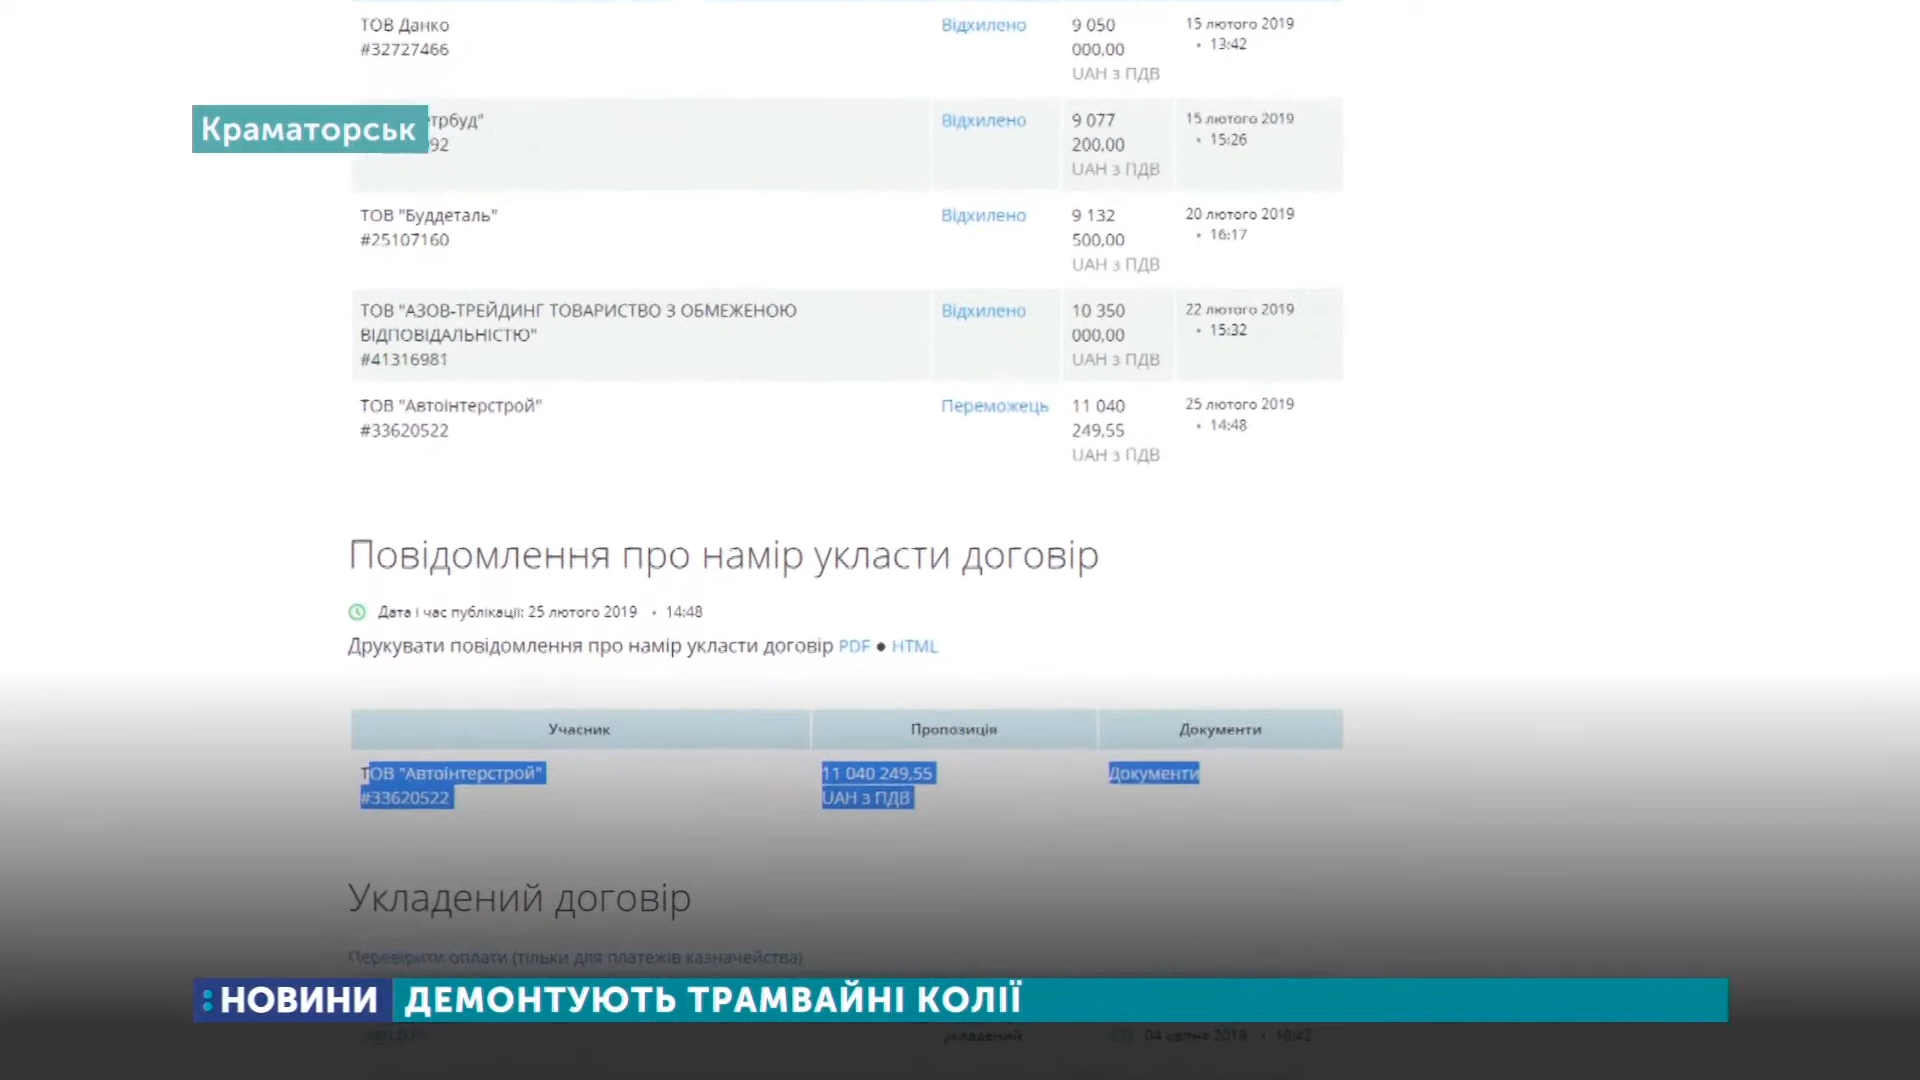 ТОВ Данко
#32727466
Відхилено
9 050
000,00
UAH з ПДВ
15 лютого 2019
• 13:42
Краматорськ
Відхилено
9 077
200,00
UAH з ПДВ
15 лютого 2019
• 15:26
ТОВ "Буддеталь"
#25107160
Відхилено
9 132
500,00
UAH з ПДВ
20 лютого 2019
• 16:17
ТОВ "АЗОВ-ТРЕЙДИНГ ТОВАРИСТВО З ОБМЕЖЕНОЮ
ВІДПОВІДАЛЬНІСТЮ"
#41316981
Відхилено
10 350
000,00
UAH з ПДВ
22 лютого 2019
• 15:32
ТОВ "Автоінтерстрой"
#33620522
Переможець
11 040
249,55
UAH з ПДВ
25 лютого 2019
• 14:48
Повідомлення про намір укласти договір
Дата і час публікації: 25 лютого 2019 • 14:48
Друкувати повідомлення про намір укласти договір PDF ● HTML
Учасник Пропозиція Документи
ТОВ "Автоінтерстрой"
#33620522
11 040 249,55
UAH з ПДВ
Документи
Укладений договір
Перевірити оплати (тільки для платежів казначейства)
:НОВИНИ ДЕМОНТУЮТЬ ТРАМВАЙНІ КОЛІЇ
укладений
04 квітня 2019 • 10:42